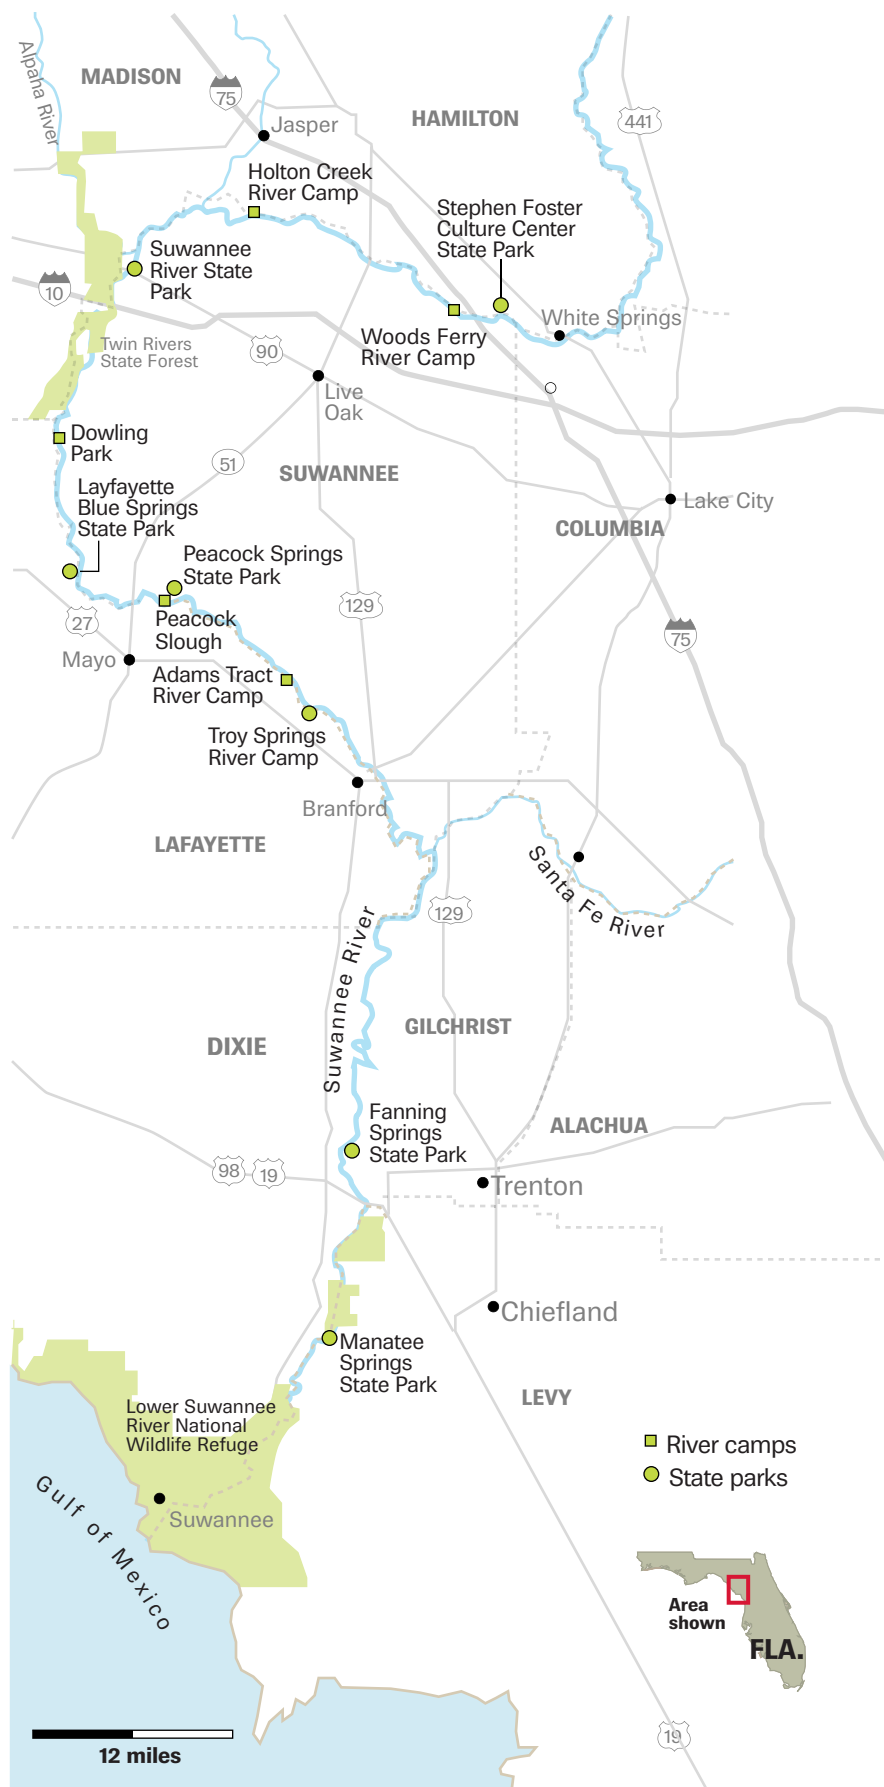 MADISON
Alpaha River
75
Jasper
HAMILTON
441
Holton Creek
River Camp
Stephen Foster
Culture Center
State Park
Suwannee
River State
Park
10
White Springs
Woods Ferry
River Camp
Twin Rivers
State Forest
90
Live
Oak
Dowling
Park
51
SUWANNEE
Layfayette
Blue Springs
State Park
Lake City
COLUMBIA
Peacock Springs
State Park
129
27
Peacock
Slough
75
Mayo
Adams Tract
River Camp
Troy Springs
River Camp
Branford
LAFAYETTE
Santa Fe River
129
Suwannee River
GILCHRIST
DIXIE
Fanning
Springs
State Park
ALACHUA
98
19
Trenton
Chiefland
Manatee
Springs
State Park
LEVY
Lower Suwannee
River National
Wildlife Refuge
River camps
State parks
Gulf of Mexico
Suwannee
Area
shown
FLA.
19
12 miles